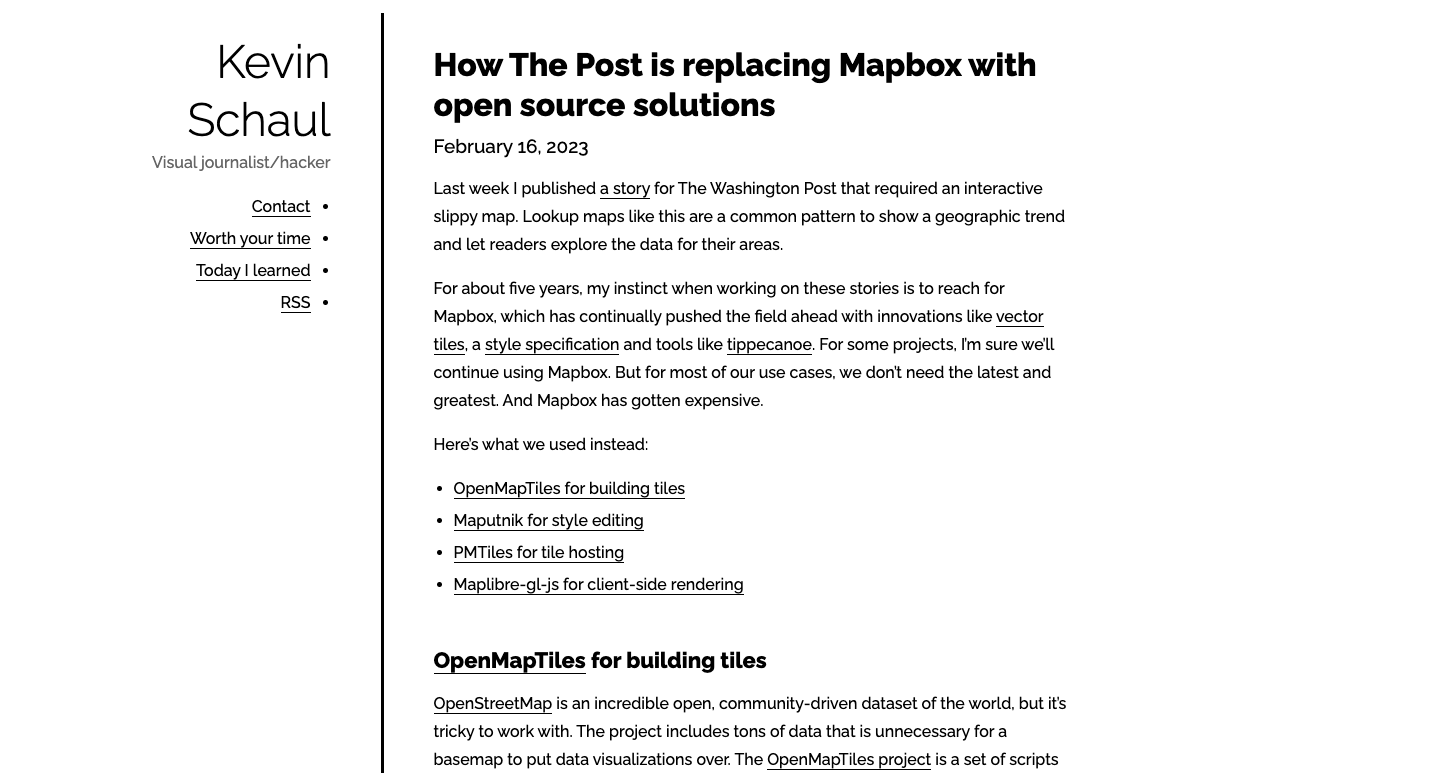 Kevin
Schaul
Visual journalist/hacker
Contact
Worth your time
Today I learned
RSS
How The Post is replacing Mapbox with
open source solutions
February 16, 2023
Last week I published a story for The Washington Post that required an interactive
slippy map. Lookup maps like this are a common pattern to show a geographic trend
and let readers explore the data for their areas.
For about five years, my instinct when working on these stories is to reach for
Mapbox, which has continually pushed the field ahead with innovations like vector
tiles, a style specification and tools like tippecanoe. For some projects, I’m sure we’ll
continue using Mapbox. But for most of our use cases, we don’t need the latest and
greatest. And Mapbox has gotten expensive.
Here’s what we used instead:
OpenMapTiles for building tiles
Maputnik for style editing
PMTiles for tile hosting
Maplibre-gl-js for client-side rendering
OpenMapTiles for building tiles
OpenStreetMap is an incredible open, community-driven dataset of the world, but it’s
tricky to work with. The project includes tons of data that is unnecessary for a
basemap to put data visualizations over. The OpenMapTiles project is a set of scripts